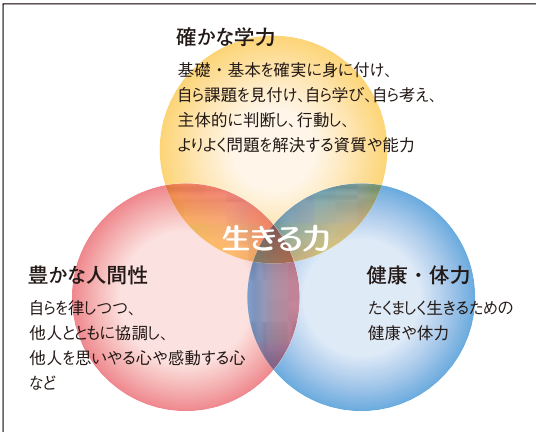 確かな学力
基礎・基本を確実に身に付け、
自ら課題を見付け、自ら学び、自ら考え、
主体的に判断し、行動し、
よりよく問題を解決する資質や能力
生きる力
豊かな人間性
自らを律しつつ、
他人とともに協調し、
他人を思いやる心や感動する心
など
健康・体力
たくましく生きるための
健康や体力